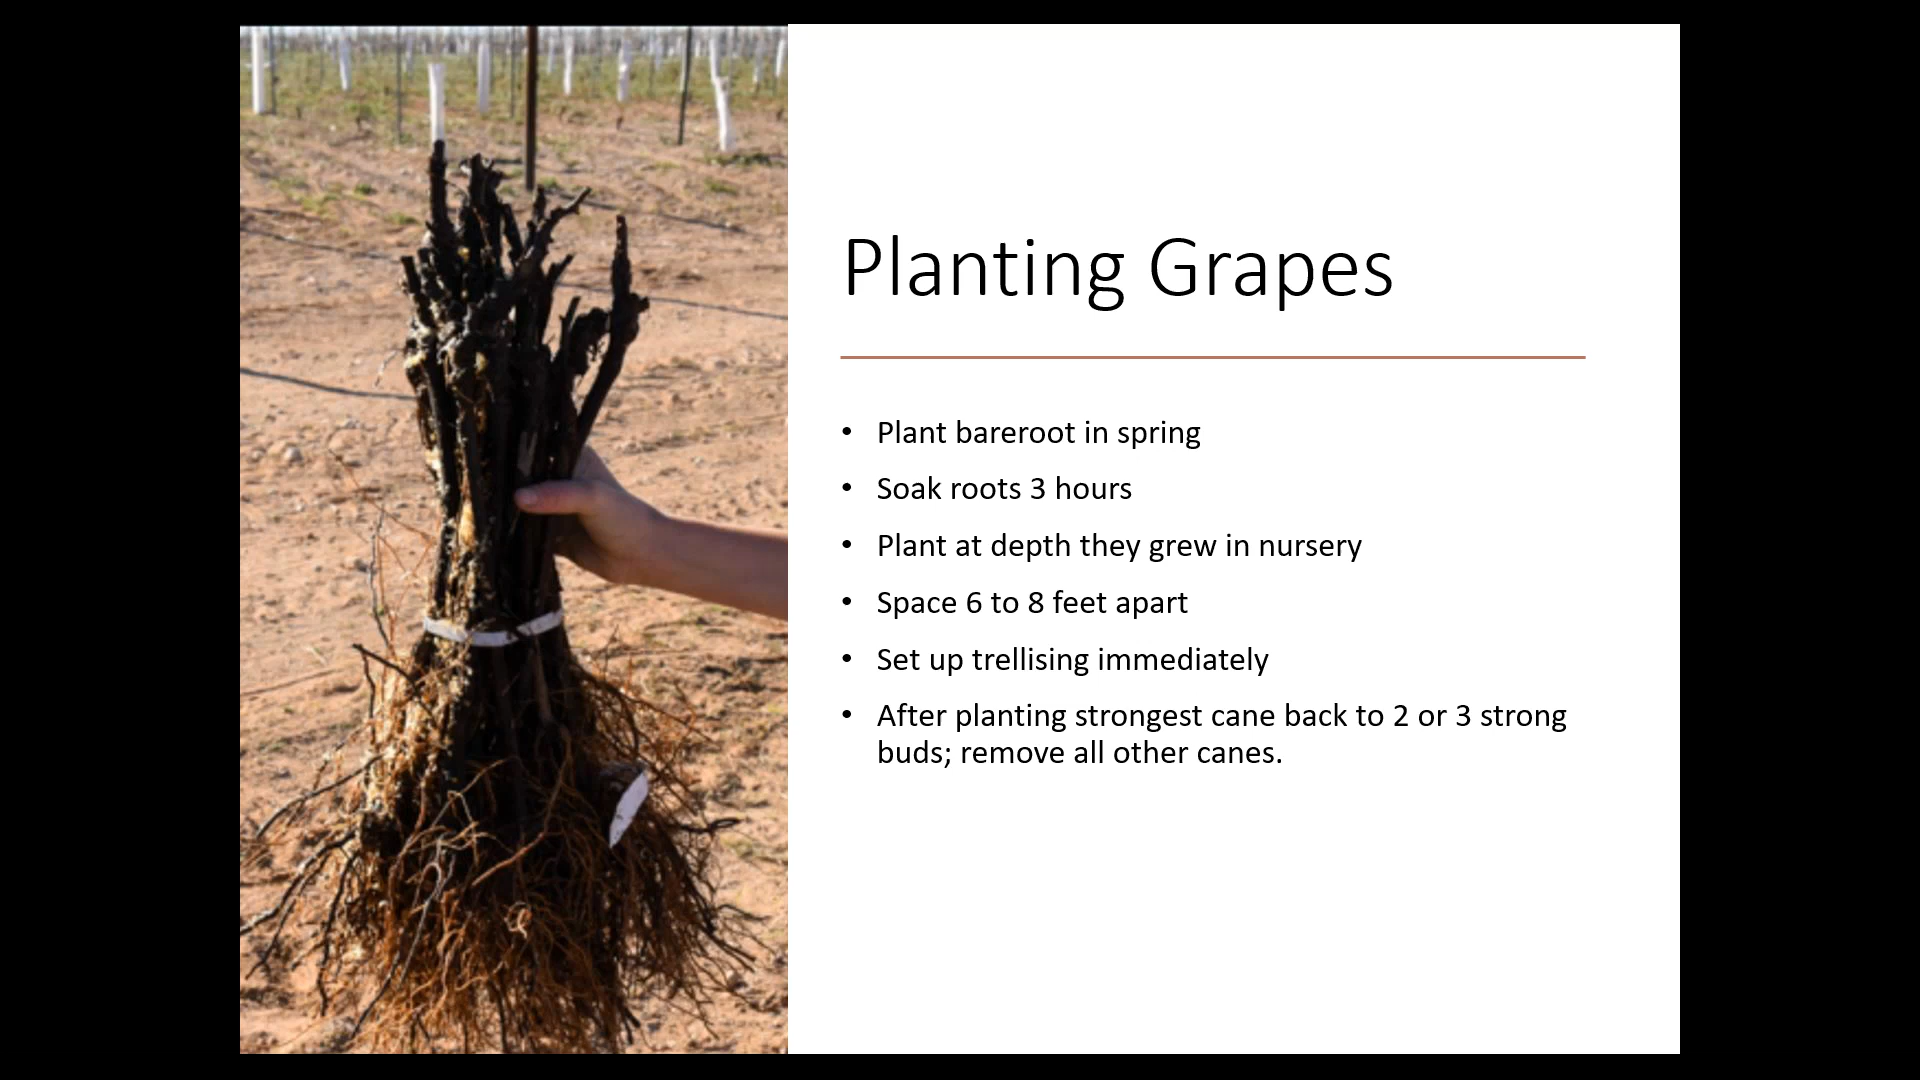 Planting Grapes
• Plant bareroot in spring
• Soak roots 3 hours
• Plant at depth they grew in nursery
• Space 6 to 8 feet apart
• Set up trellising immediately
• After planting strongest cane back to 2 or 3 strong
buds; remove all other canes.